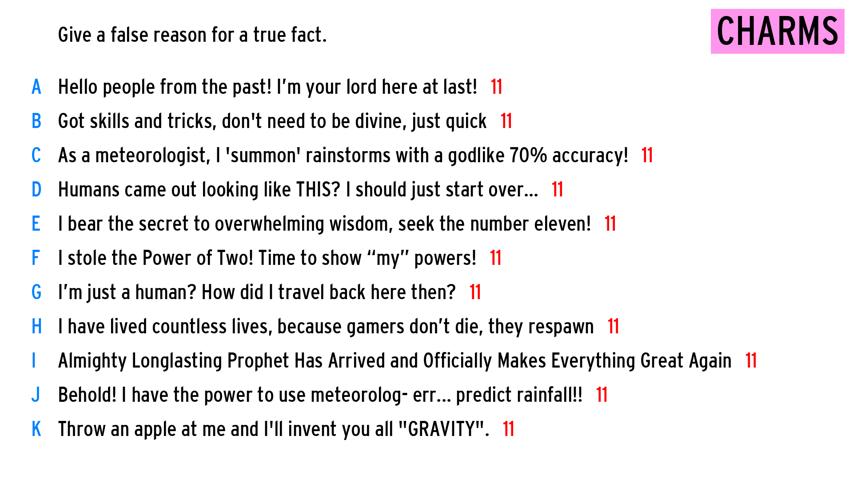 CHARMS
Give a false reason for a true fact.
A Hello people from the past! I'm your lord here at last! 11
B Got skills and tricks, don't need to be divine, just quick 11
C As a meteorologist, I 'summon' rainstorms with a godlike 70% accuracy! 11
D Humans came out looking like THIS? I should just start over... 11
E I bear the secret to overwhelming wisdom, seek the number eleven! 11
F I stole the Power of Two! Time to show “my” powers! 11
G I’m just a human? How did I travel back here then? 11
H I have lived countless lives, because gamers don’t die, they respawn 11
I Almighty Longlasting Prophet Has Arrived and Officially Makes Everything Great Again 11
J Behold! I have the power to use meteorolog- err... predict rainfall!! 11
K Throw an apple at me and I'll invent you all "GRAVITY". 11